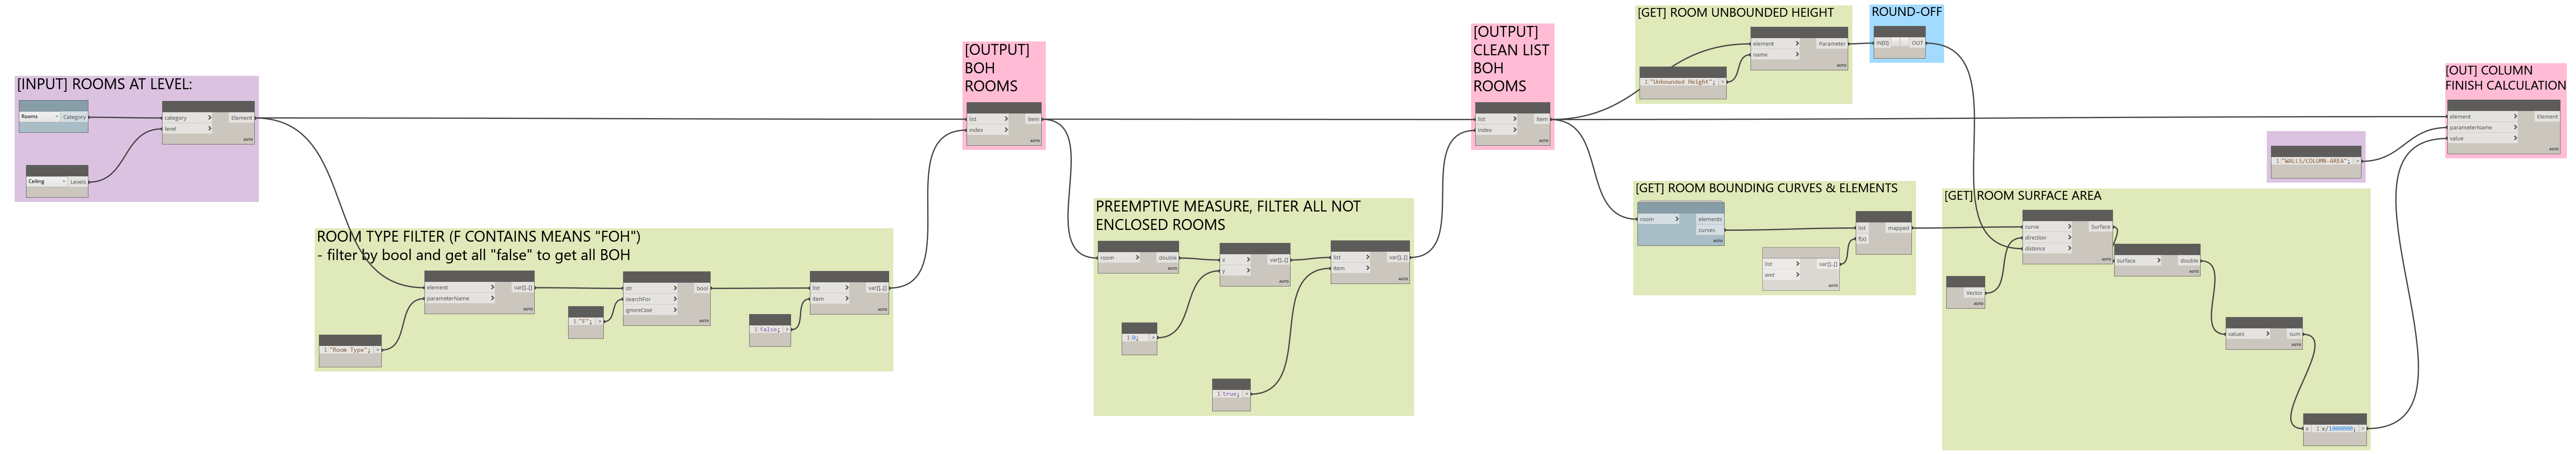 [INPUT] ROOMS AT LEVEL:
Rooms
Category
category
level
Element
AUTO
Ceiling
Levels
ROOM TYPE FILTER (F CONTAINS MEANS "FOH")
- filter by bool and get all "false" to get all BOH
element
parameterName
var[]..[]
AUTO
1 "Room Type"; >
str
searchFor
ignoreCase
bool
AUTO
1 "F"; >
list
item
var[]..[]
AUTO
1 false; >
[OUTPUT]
BOH
ROOMS
list
index
item
AUTO
PREEMPTIVE MEASURE, FILTER ALL NOT
ENCLOSED ROOMS
room
double
AUTO
x
y
var[]..[]
AUTO
list
item
var[]..[]
AUTO
1 0; >
1 true; >
[OUTPUT]
CLEAN LIST
BOH
ROOMS
list
index
item
AUTO
[GET] ROOM UNBOUNDED HEIGHT
element
name
Parameter
AUTO
1 "Unbounded Height"; >
ROUND-OFF
IN[0]
OUT
AUTO
[GET] ROOM BOUNDING CURVES & ELEMENTS
room
elements
curves
AUTO
list
f(x)
mapped
AUTO
list
amt
var[]..[]
AUTO
[GET] ROOM SURFACE AREA
curve
direction
distance
Surface
AUTO
surface
double
AUTO
Vector
AUTO
values
sum
AUTO
x 1 x/1000000; >
1 "WALLS/COLUMN-AREA"; >
[OUT] COLUMN
FINISH CALCULATION
element
parameterName
value
Element
AUTO